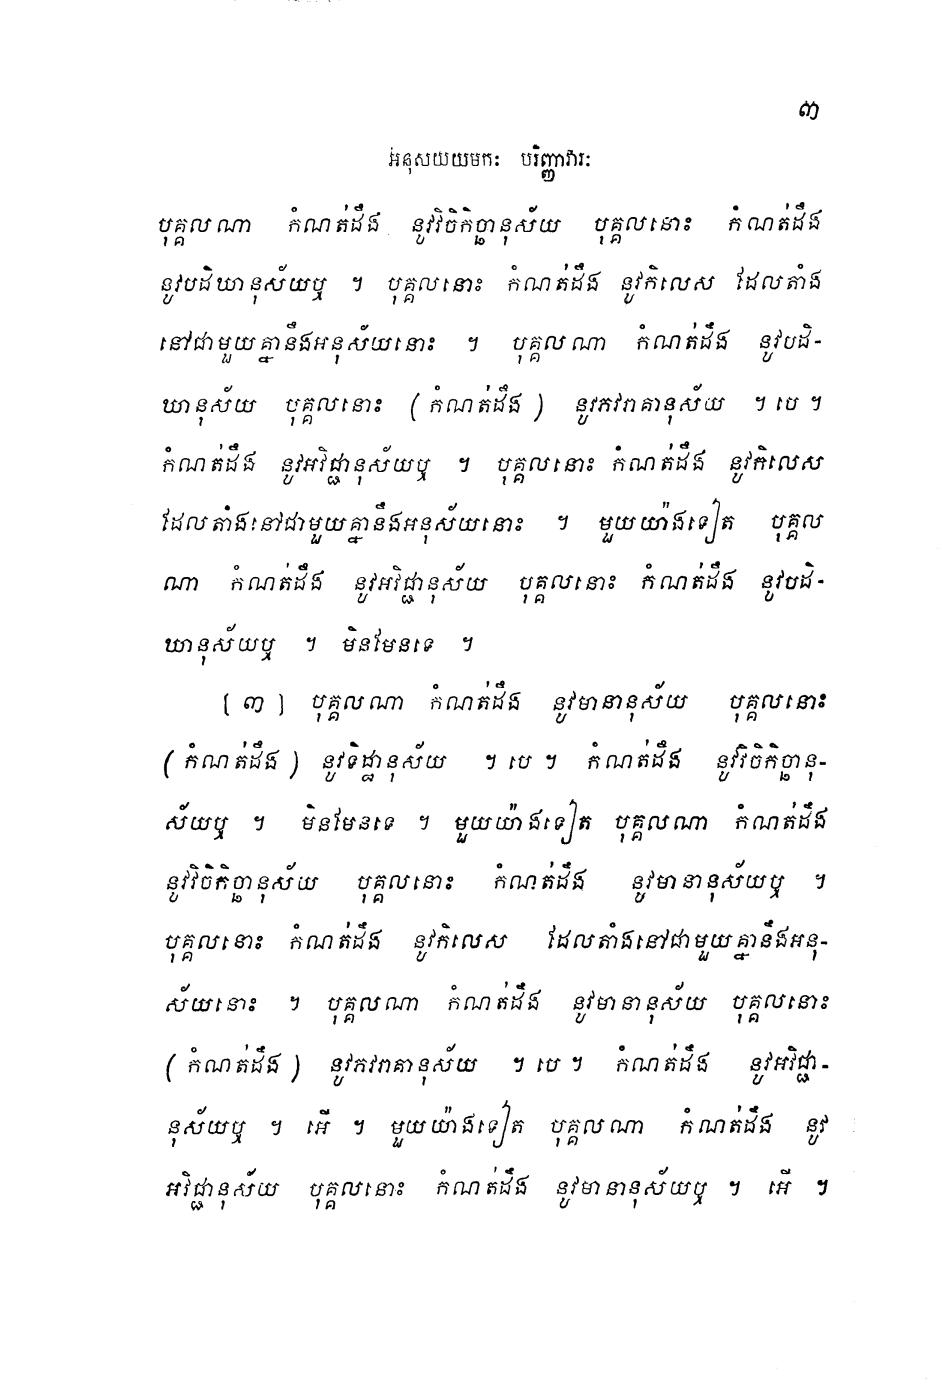 ៣
អនុសយយមកៈ បរិញ្ញាវារៈ
បុគ្គលណា កំណត់ដឹង នូវវិចិកិច្ឆានុស័យ បុគ្គលនោះ កំណត់ដឹង
នូវបដិឃានុស័យឬ ។ បុគ្គលនោះ កំណត់ដឹង នូវកិលេស ដែលតាំង
នៅជាមួយគ្នានឹងអនុស័យនោះ ។ បុគ្គលណា កំណត់ដឹង នូវបដិ-
ឃានុស័យ បុគ្គលនោះ (កំណត់ដឹង) នូវភវរាគានុស័យ ។ បេ ។
កំណត់ដឹង នូវអវិជ្ជានុស័យឬ ។ បុគ្គលនោះ កំណត់ដឹង នូវកិលេស
ដែលតាំងនៅជាមួយគ្នានឹងអនុស័យនោះ ។ មួយយ៉ាងទៀត បុគ្គល
ណា កំណត់ដឹង នូវអវិជ្ជានុស័យ បុគ្គលនោះ កំណត់ដឹង នូវបដិ-
ឃានុស័យឬ ។ មិនមែនទេ ។
[៣] បុគ្គលណា កំណត់ដឹង នូវមានានុស័យ បុគ្គលនោះ
(កំណត់ដឹង) នូវទិដ្ឋានុស័យ ។ បេ ។ កំណត់ដឹង នូវវិចិកិច្ឆានុ-
ស័យឬ ។ មិនមែនទេ ។ មួយយ៉ាងទៀត បុគ្គលណា កំណត់ដឹង
នូវវិចិកិច្ឆានុស័យ បុគ្គលនោះ កំណត់ដឹង នូវមានានុស័យឬ ។
បុគ្គលនោះ កំណត់ដឹង នូវកិលេស ដែលតាំងនៅជាមួយគ្នានឹងអនុ-
ស័យនោះ ។ បុគ្គលណា កំណត់ដឹង នូវមានានុស័យ បុគ្គលនោះ
(កំណត់ដឹង) នូវភវរាគានុស័យ ។ បេ ។ កំណត់ដឹង នូវអវិជ្ជា-
នុស័យឬ ។ អើ ។ មួយយ៉ាងទៀត បុគ្គលណា កំណត់ដឹង នូវ
អវិជ្ជានុស័យ បុគ្គលនោះ កំណត់ដឹង នូវមានានុស័យឬ ។ អើ ។